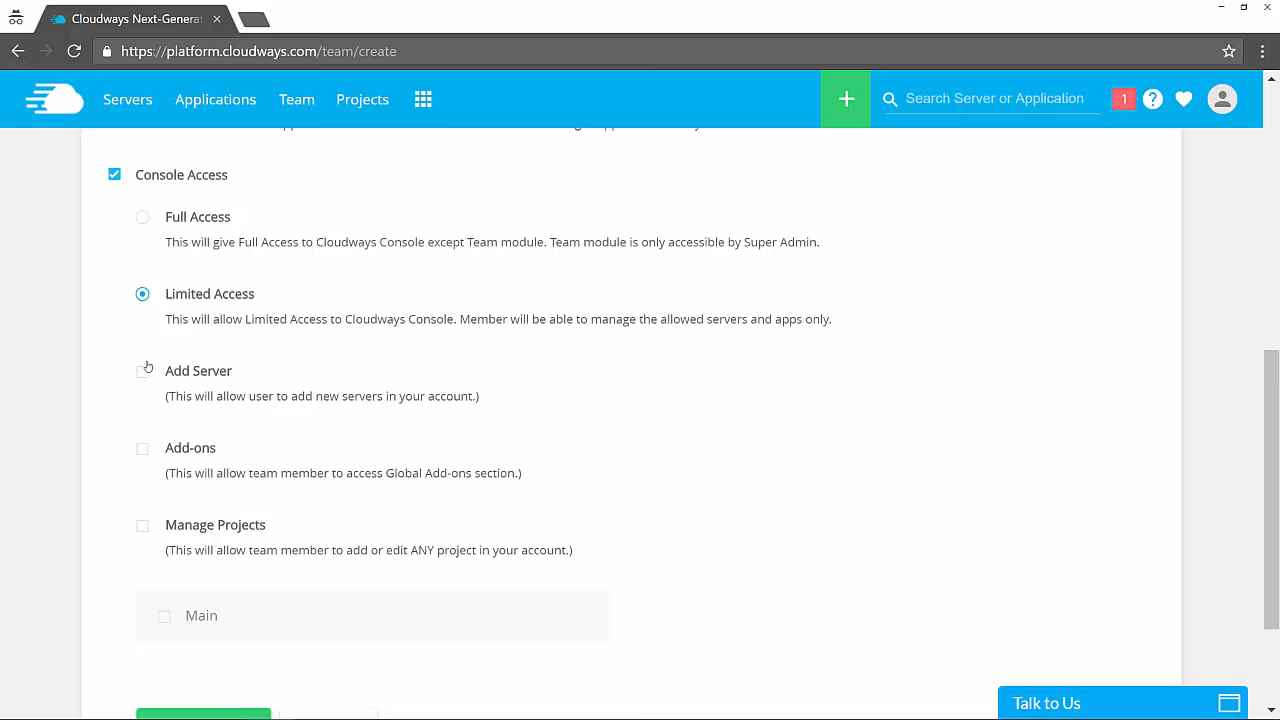 Cloudways Next-Genera
https://platform.cloudways.com/team/create
Servers
Applications
Team
Projects
Search Server or Application
1
?
Console Access
Full Access
This will give Full Access to Cloudways Console except Team module. Team module is only accessible by Super Admin.
Limited Access
This will allow Limited Access to Cloudways Console. Member will be able to manage the allowed servers and apps only.
Add Server
(This will allow user to add new servers in your account.)
Add-ons
(This will allow team member to access Global Add-ons section.)
Manage Projects
(This will allow team member to add or edit ANY project in your account.)
Main
Talk to Us